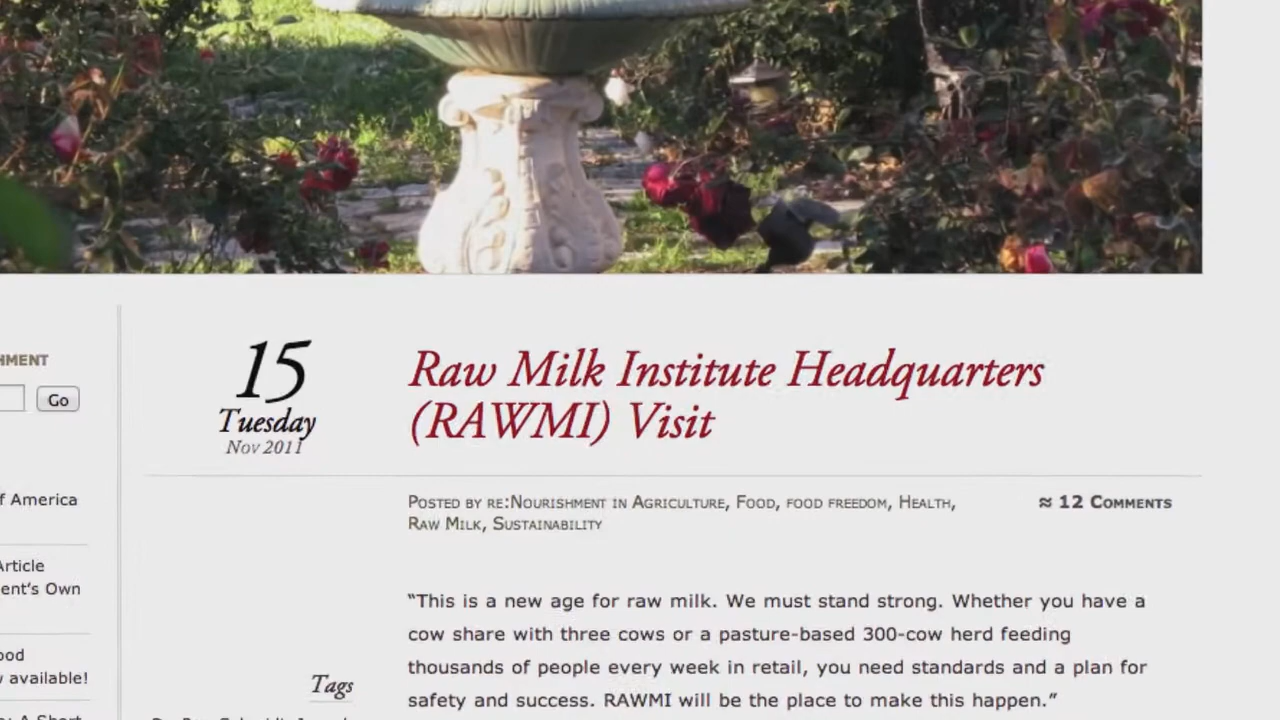 HMENT
Go
f America
Article
ent's Own
ood
available!
A Short
15
Tuesday
Nov 2011
Raw Milk Institute Headquarters
(RAWMI) Visit
Posted by re:Nourishment in Agriculture, Food, food freedom, Health,
Raw Milk, Sustainability
≈ 12 Comments
“This is a new age for raw milk. We must stand strong. Whether you have a
cow share with three cows or a pasture-based 300-cow herd feeding
thousands of people every week in retail, you need standards and a plan for
safety and success. RAWMI will be the place to make this happen.”
Tags